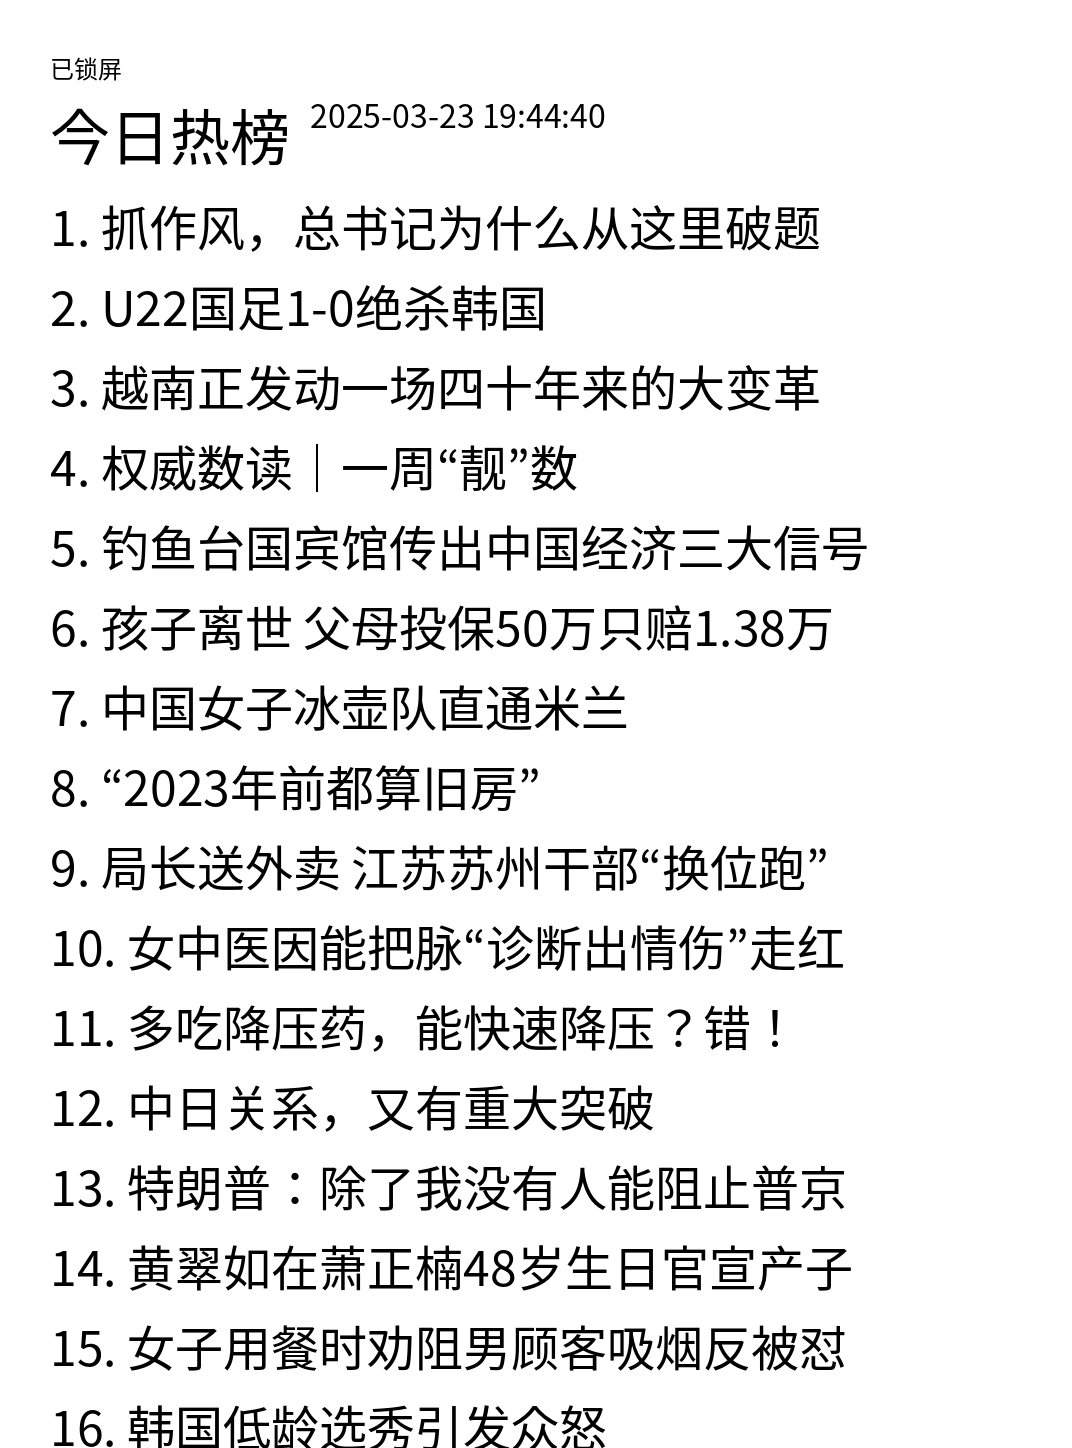 已锁屏
今日热榜 2025-03-23 19:44:40
1. 抓作风，总书记为什么从这里破题
2. U22国足1-0绝杀韩国
3. 越南正发动一场四十年来的大变革
4. 权威数读｜一周“靓”数
5. 钓鱼台国宾馆传出中国经济三大信号
6. 孩子离世 父母投保50万只赔1.38万
7. 中国女子冰壶队直通米兰
8. “2023年前都算旧房”
9. 局长送外卖 江苏苏州干部“换位跑”
10. 女中医因能把脉“诊断出情伤”走红
11. 多吃降压药，能快速降压？错！
12. 中日关系，又有重大突破
13. 特朗普：除了我没有人能阻止普京
14. 黄翠如在萧正楠48岁生日官宣产子
15. 女子用餐时劝阻男顾客吸烟反被怼
16. 韩国低龄选秀引发众怒